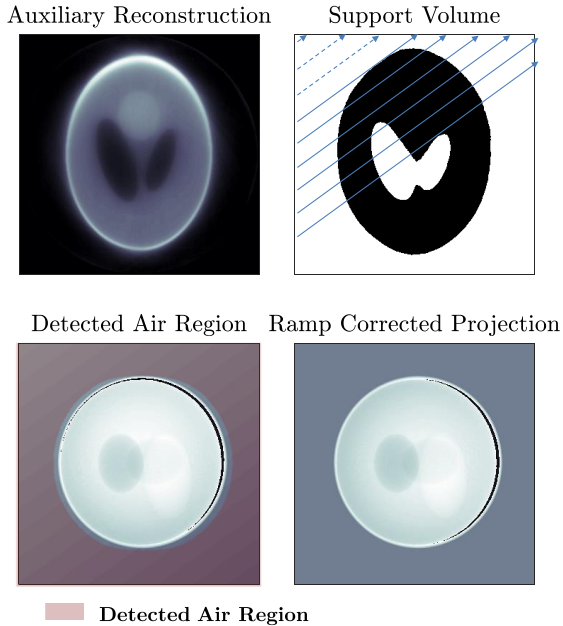 Auxiliary Reconstruction
Support Volume
Detected Air Region
Ramp Corrected Projection
Detected Air Region